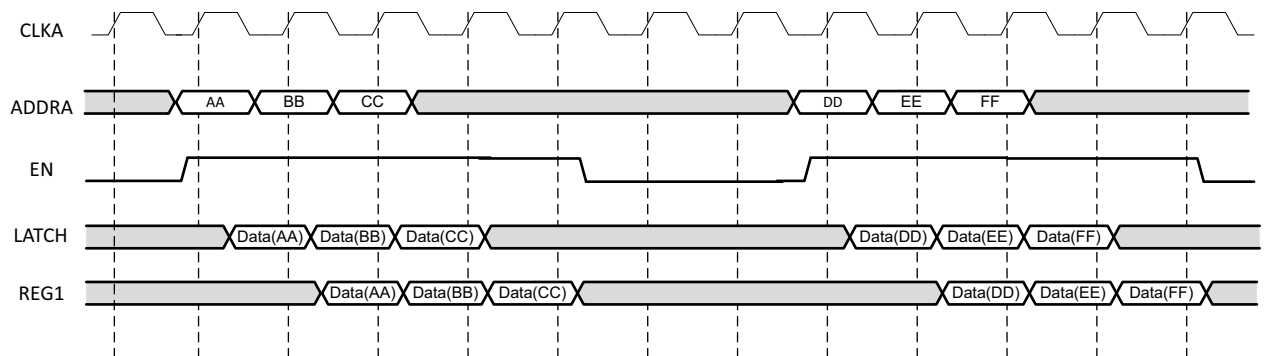 CLKA
ADDRA AA BB CC DD EE FF
EN
LATCH Data(AA) Data(BB) Data(CC) Data(DD) Data(EE) Data(FF)
REG1 Data(AA) Data(BB) Data(CC) Data(DD) Data(EE) Data(FF)